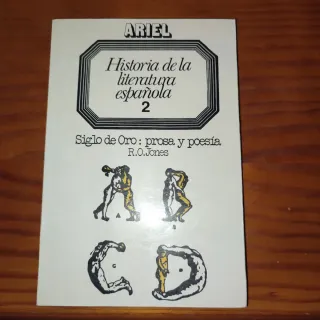 ARIEL
Historia de la
literatura
española
2
Siglo de Oro: prosa y poesía
R.O.Jones
A
B
C
D